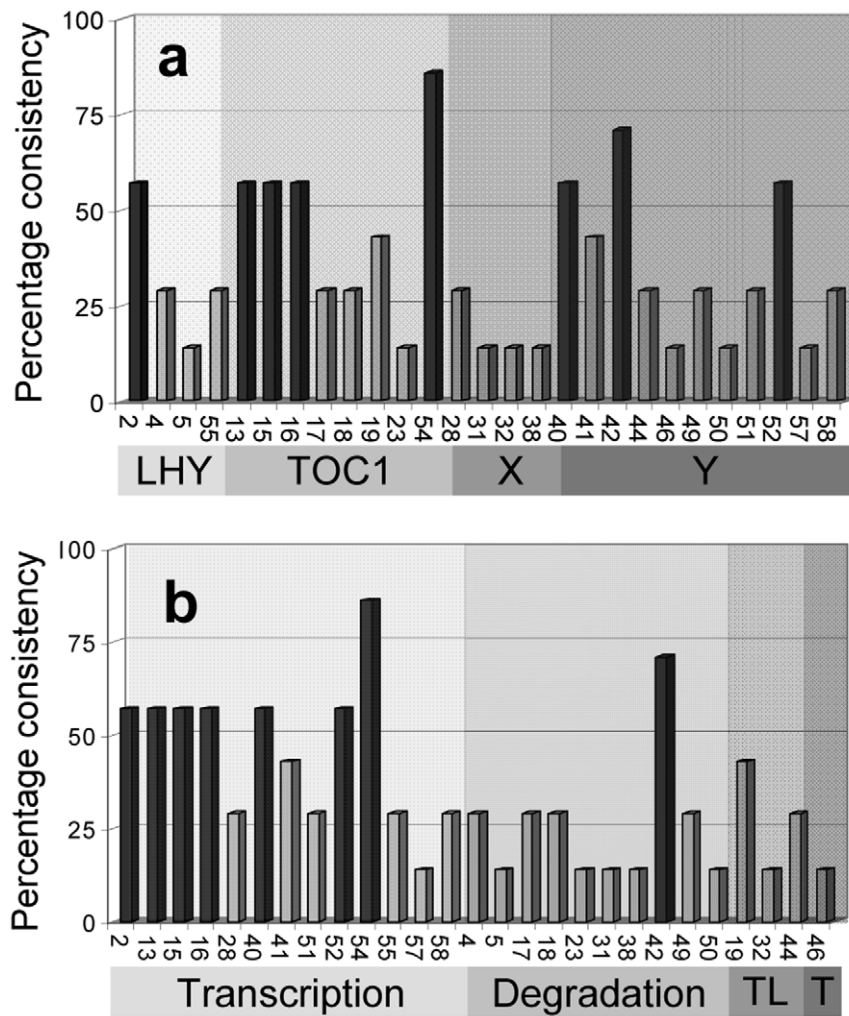 a
Percentage consistency
100
75
50
25
0
2 4 5 55 13 15 16 17 18 19 23 54 28 31 32 38 40 41 42 44 46 49 50 51 52 57 58
LHY TOC1 X Y
b
Percentage consistency
100
75
50
25
0
2 13 15 16 28 40 41 51 52 54 55 57 58 4 5 17 18 23 31 38 42 49 50 19 32 44 46
Transcription Degradation TL T